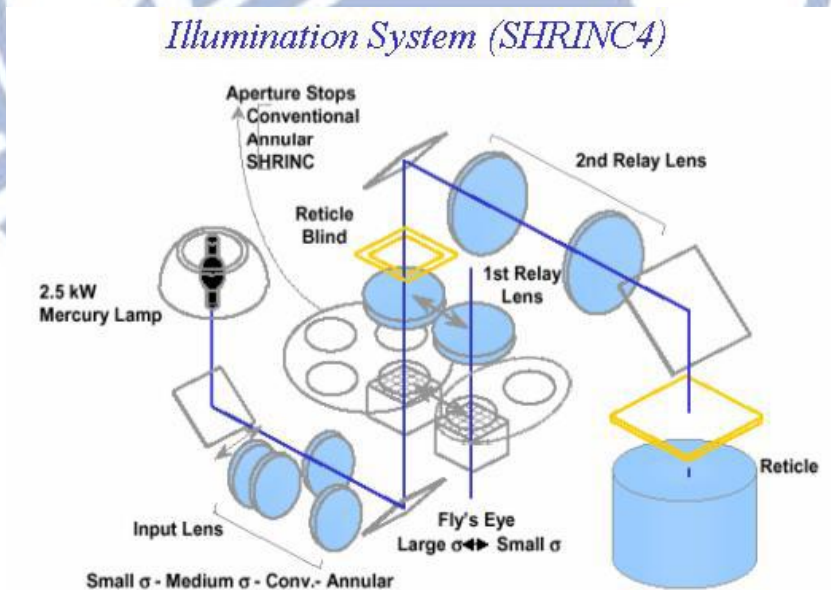 Illumination System (SHRINC4)
Aperture Stops
Conventional
Annular
SHRINC
2nd Relay Lens
Reticle
Blind
1st Relay
Lens
2.5 kW
Mercury Lamp
Reticle
Input Lens
Fly's Eye
Large σ◄► Small σ
Small σ - Medium σ - Conv.- Annular